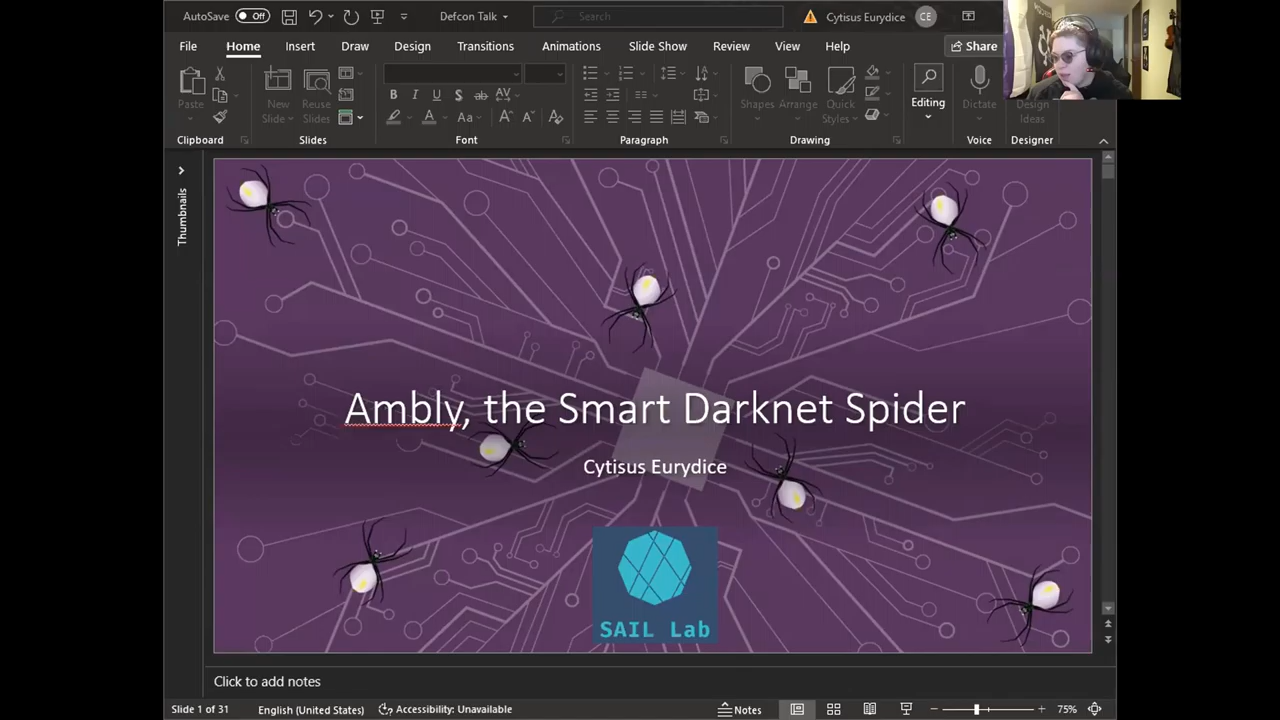 AutoSave Off Defcon Talk Search Cytisus Eurydice CE
File Home Insert Draw Design Transitions Animations Slide Show Review View Help Share
Paste New Slide Reuse Slides Shapes Arrange Quick Styles Editing Dictate Design Ideas
Clipboard Slides Font Paragraph Drawing Voice Designer
Thumbnails
Ambly, the Smart Darknet Spider
Cytisus Eurydice
SAIL Lab
Click to add notes
Slide 1 of 31 English (United States) Accessibility: Unavailable Notes 75%